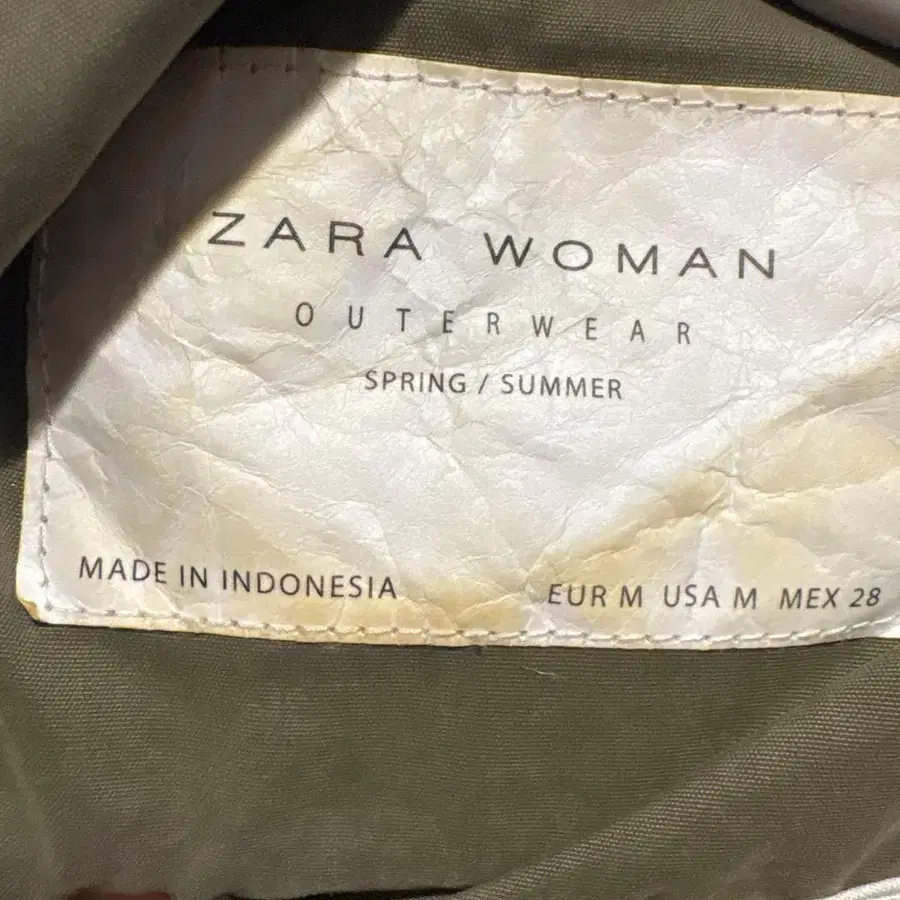 ZARA WOMAN
OUTERWEAR
SPRING / SUMMER
MADE IN INDONESIA EUR M USA M MEX 28